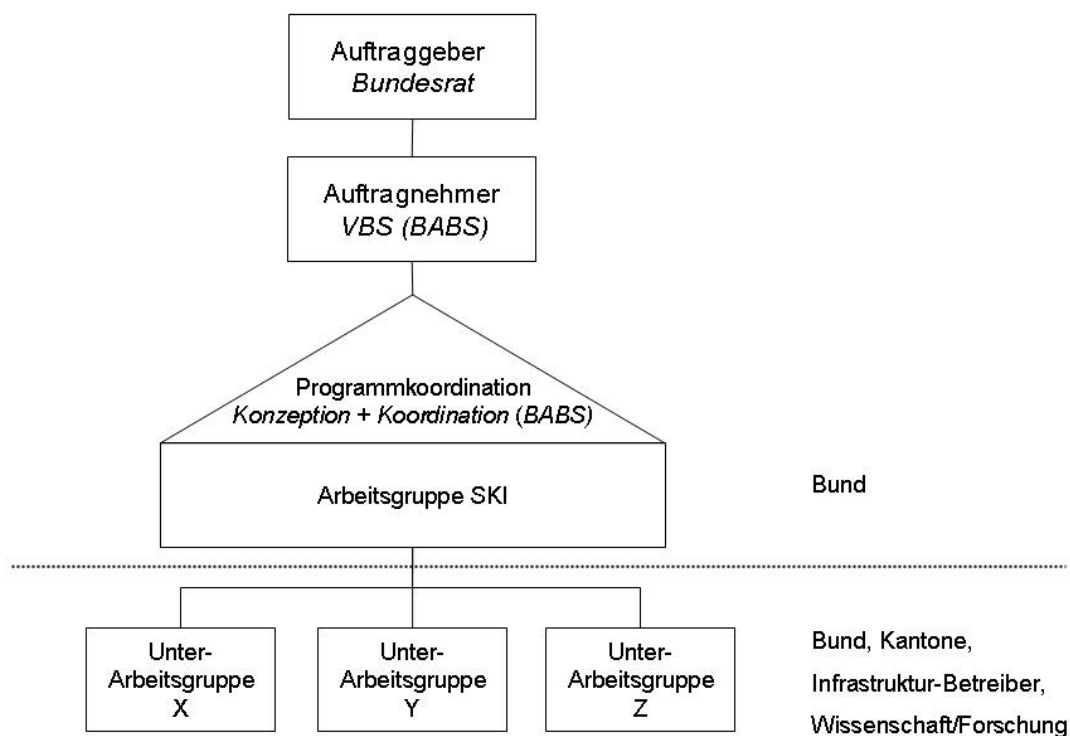 Auftraggeber
Bundesrat
Auftragnehmer
VBS (BABS)
Programmkoordination
Konzeption + Koordination (BABS)
Arbeitsgruppe SKI
Bund
Unter-
Arbeitsgruppe
X
Unter-
Arbeitsgruppe
Y
Unter-
Arbeitsgruppe
Z
Bund, Kantone,
Infrastruktur-Betreiber,
Wissenschaft/Forschung